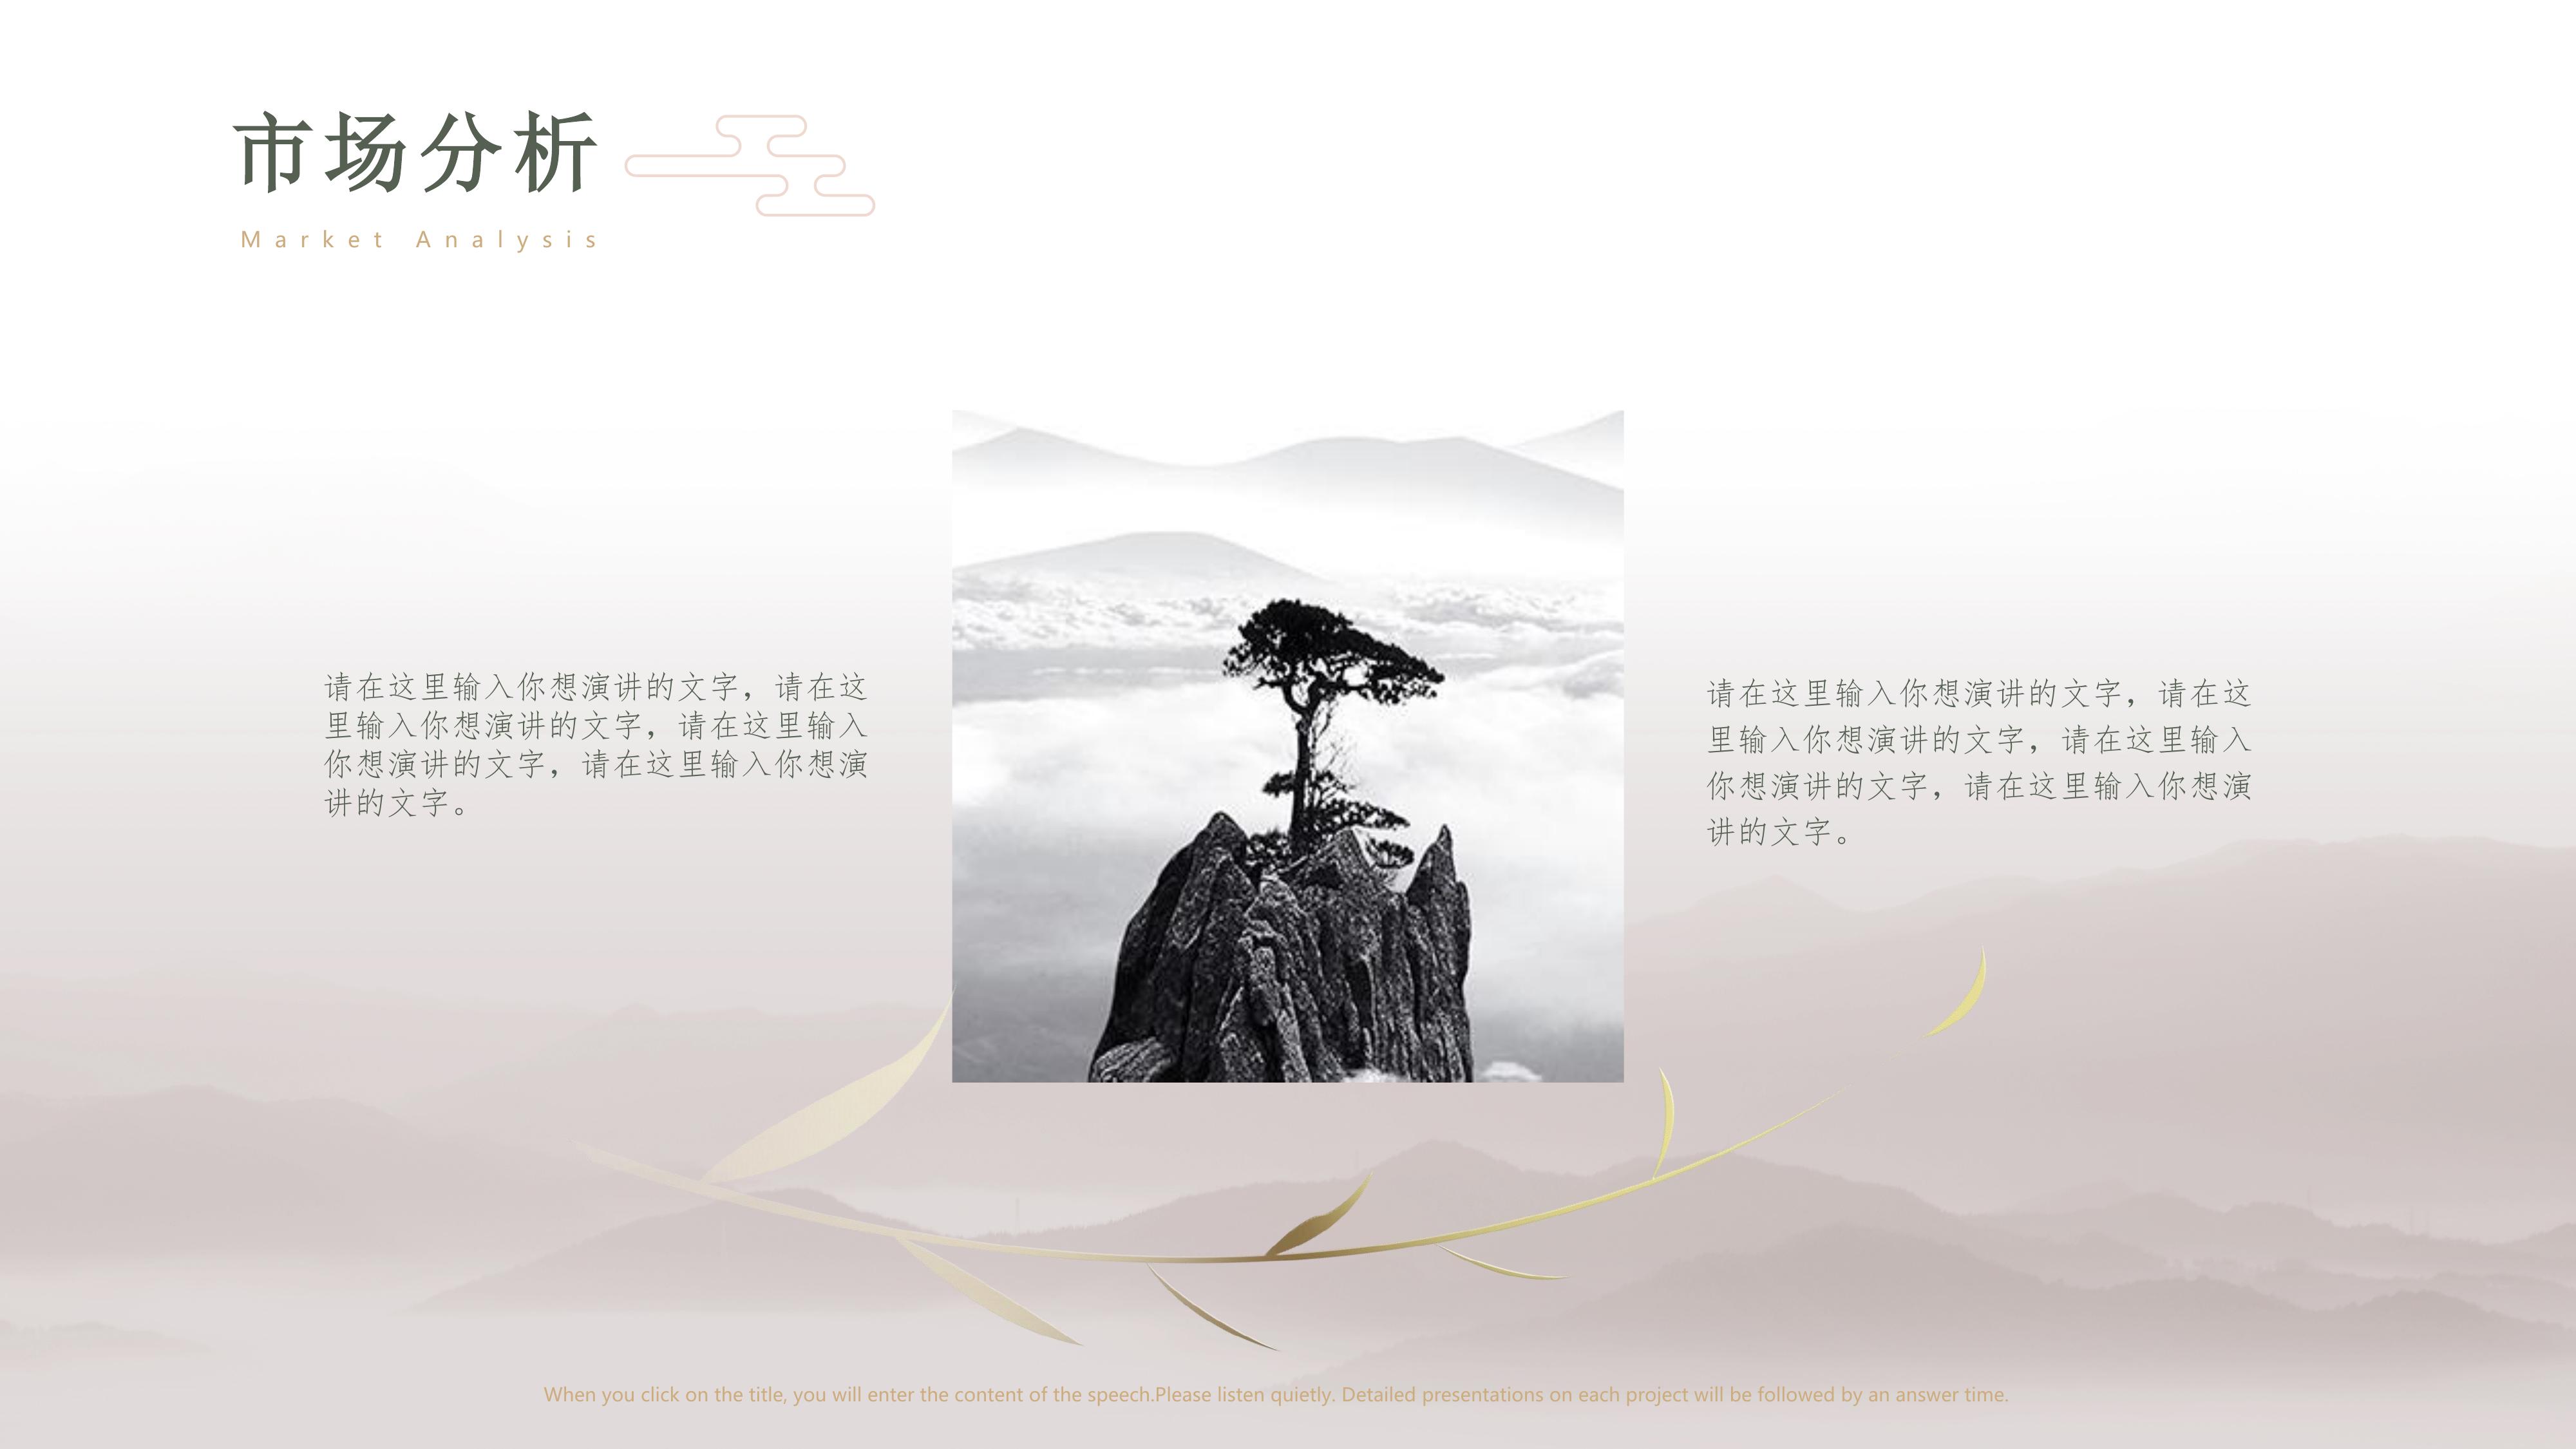 市场分析
Market Analysis
请在这里输入你想演讲的文字，请在这
里输入你想演讲的文字，请在这里输入
你想演讲的文字，请在这里输入你想演
讲的文字。
请在这里输入你想演讲的文字，请在这
里输入你想演讲的文字，请在这里输入
你想演讲的文字，请在这里输入你想演
讲的文字。
When you click on the title, you will enter the content of the speech.Please listen quietly. Detailed presentations on each project will be followed by an answer time.